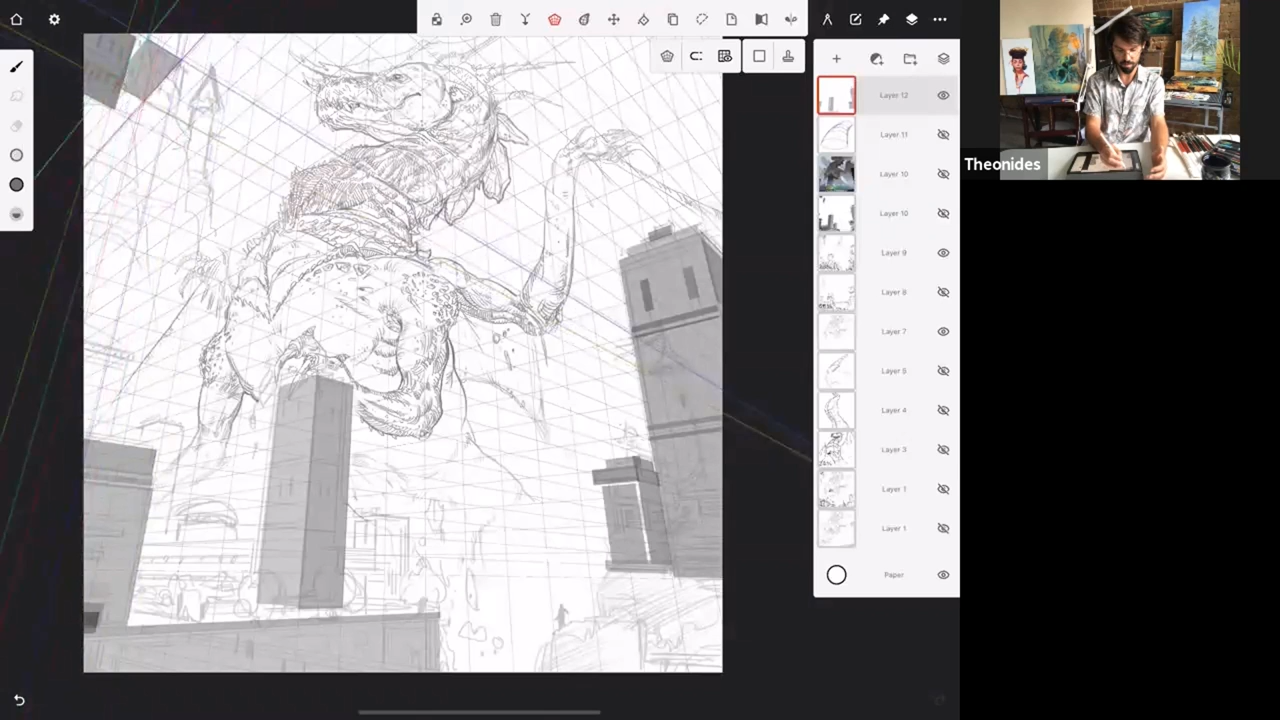 Layer 12
Layer 11
Layer 10
Layer 10
Layer 9
Layer 8
Layer 7
Layer 5
Layer 4
Layer 3
Layer 1
Layer 1
Paper
Theonides